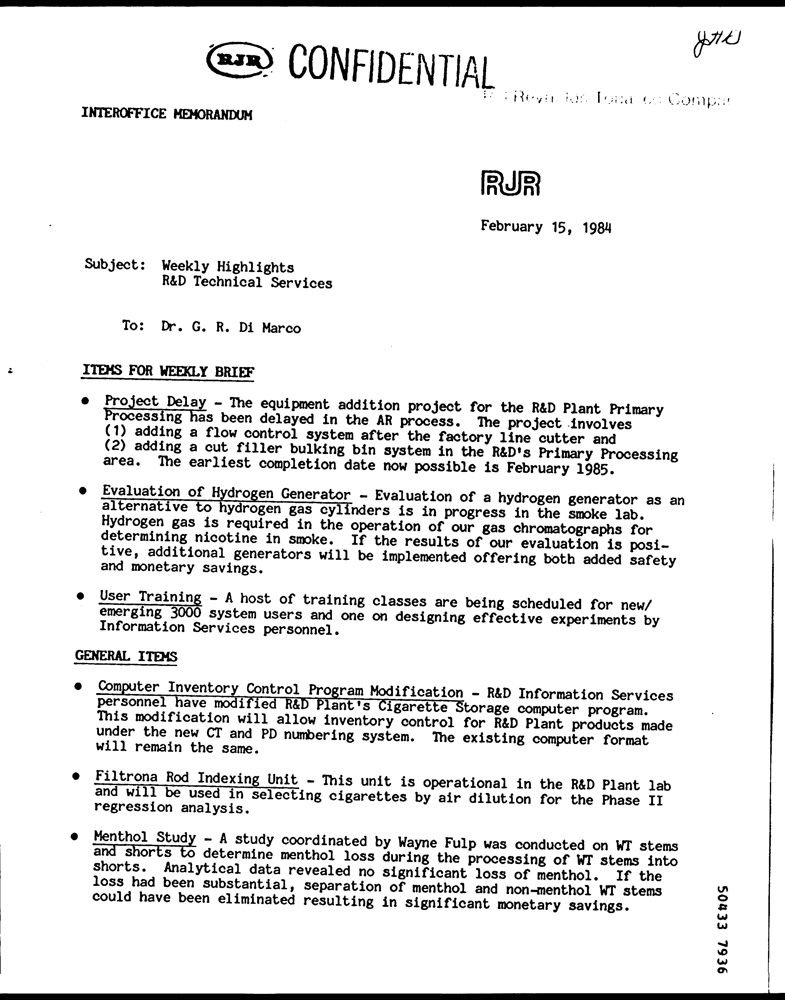 RJR CONFIDENTIAL
INTEROFFICE MEMORANDUM
RJR
February 15, 1984
Subject: Weekly Highlights
R&D Technical Services
To: Dr. G. R. Di Marco
ITEMS FOR WEEKLY BRIEF
● Project Delay - The equipment addition project for the R&D Plant Primary
Processing has been delayed in the AR process. The project involves
(1) adding a flow control system after the factory line cutter and
(2) adding a cut filler bulking bin system in the R&D's Primary Processing
area. The earliest completion date now possible is February 1985.
● Evaluation of Hydrogen Generator - Evaluation of a hydrogen generator as an
alternative to hydrogen gas cylinders is in progress in the smoke lab.
Hydrogen gas is required in the operation of our gas chromatographs for
determining nicotine in smoke. If the results of our evaluation is posi-
tive, additional generators will be implemented offering both added safety
and monetary savings.
● User Training - A host of training classes are being scheduled for new/
emerging 3000 system users and one on designing effective experiments by
Information Services personnel.
GENERAL ITEMS
● Computer Inventory Control Program Modification - R&D Information Services
personnel have modified R&D Plant's Cigarette Storage computer program.
This modification will allow inventory control for R&D Plant products made
under the new CT and PD numbering system. The existing computer format
will remain the same.
● Filtrona Rod Indexing Unit - This unit is operational in the R&D Plant lab
and will be used in selecting cigarettes by air dilution for the Phase II
regression analysis.
● Menthol Study - A study coordinated by Wayne Fulp was conducted on WT stems
and shorts to determine menthol loss during the processing of WT stems into
shorts. Analytical data revealed no significant loss of menthol. If the
loss had been substantial, separation of menthol and non-menthol WT stems
could have been eliminated resulting in significant monetary savings.
50433 7936